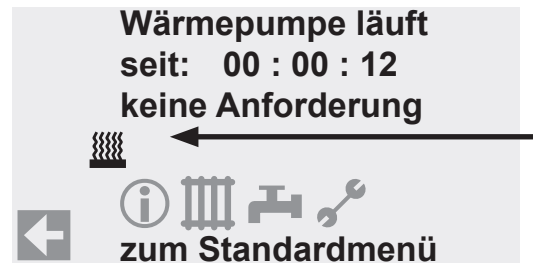 Wärmepumpe läuft
seit: 00 : 00 : 12
keine Anforderung
zum Standardmenü